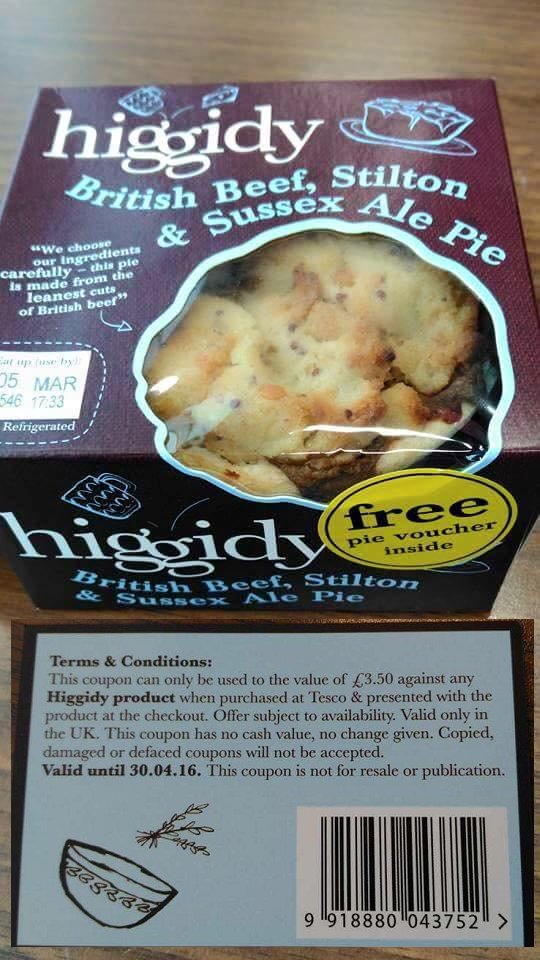 higgidy
British Beef, Stilton
& Sussex Ale Pie
"We choose
our ingredients
carefully – this pie
is made from the
leanest cuts
of British beef"
eat up (use by):
05 MAR
546 17:33
Refrigerated
free
pie voucher
inside
higgidy
British Beef, Stilton
& Sussex Ale Pie
Terms & Conditions:
This coupon can only be used to the value of £3.50 against any
Higgidy product when purchased at Tesco & presented with the
product at the checkout. Offer subject to availability. Valid only in
the UK. This coupon has no cash value, no change given. Copied,
damaged or defaced coupons will not be accepted.
Valid until 30.04.16. This coupon is not for resale or publication.
9 918880 043752 >